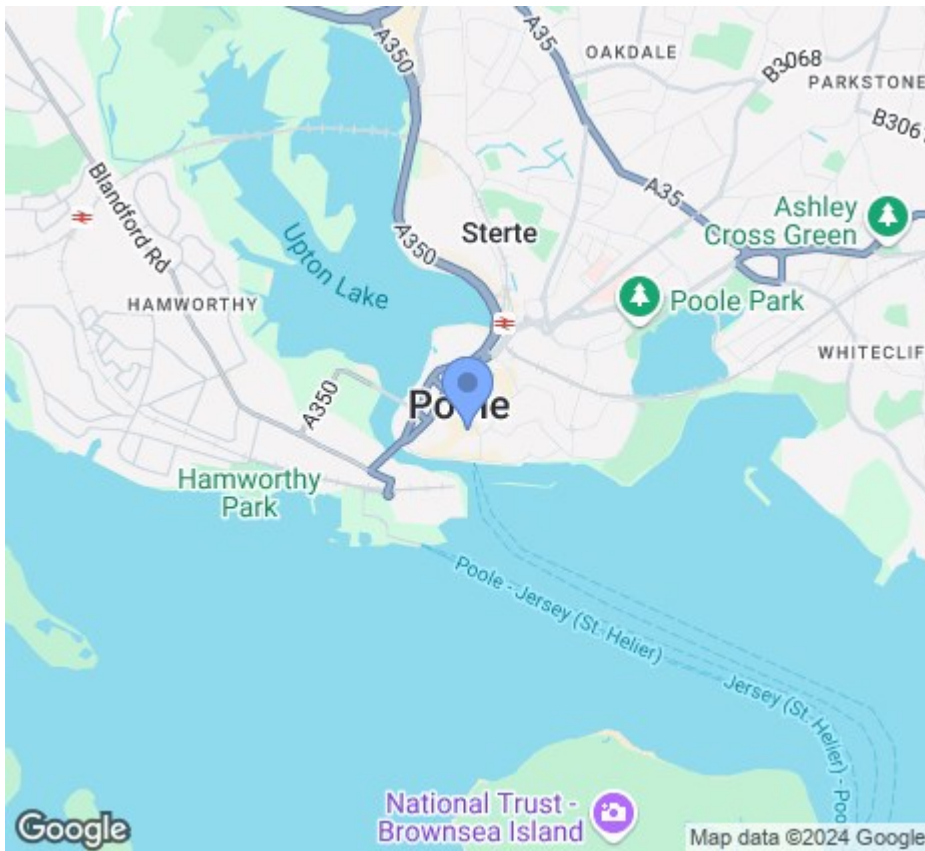 A350
A35
OAKDALE
B3068
PARKSTONE
B3061
Blandford Rd
A35
Ashley
Cross Green
Upton Lake
A350
Sterte
HAMWORTHY
Poole Park
WHITECLIF
A350
Poole
Hamworthy
Park
Poole - Jersey (St. Helier)
Jersey (St. Helier) - Poo
National Trust -
Brownsea Island
Google
Map data ©2024 Google